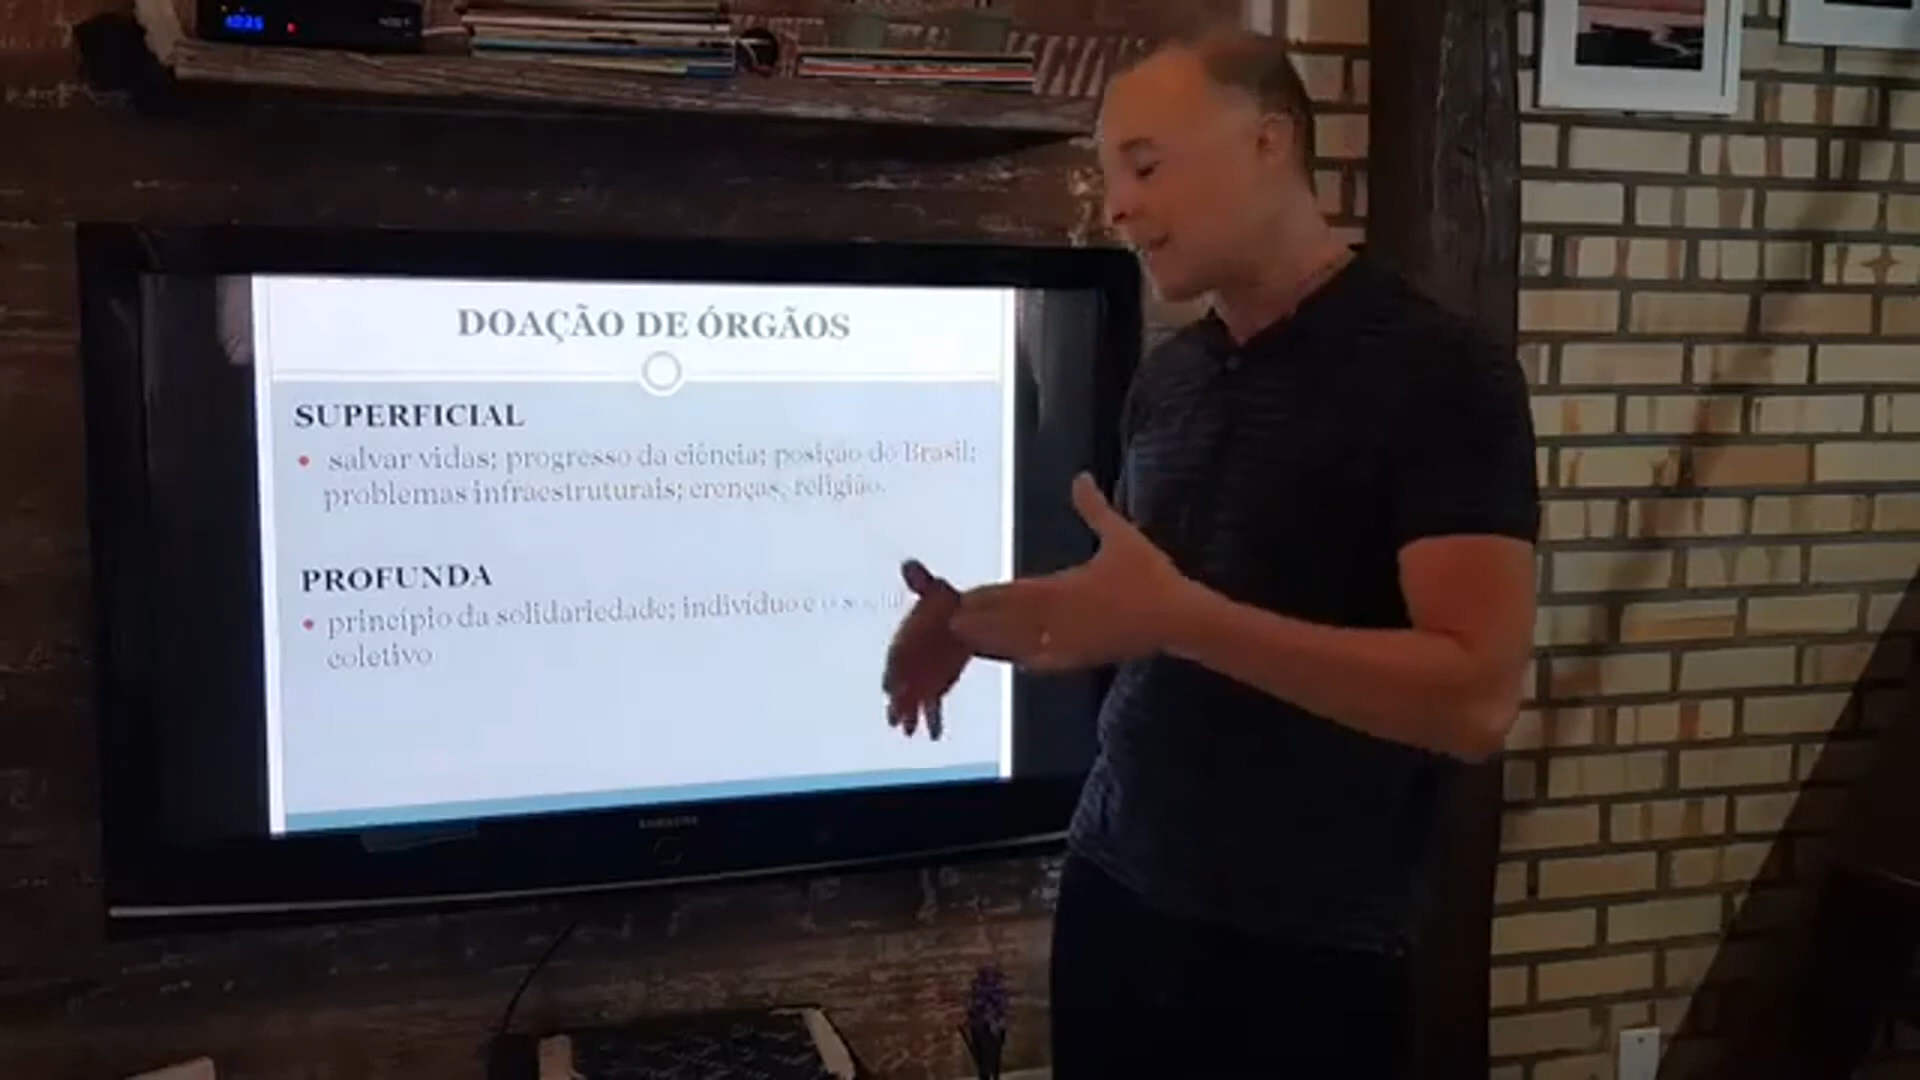 DOAÇÃO DE ÓRGÃOS
SUPERFICIAL
• salvar vidas; progresso da ciência; posição do Brasil;
problemas infraestruturais; crenças, religião.
PROFUNDA
• princípio da solidariedade; indivíduo e o social
coletivo
SAMSUNG